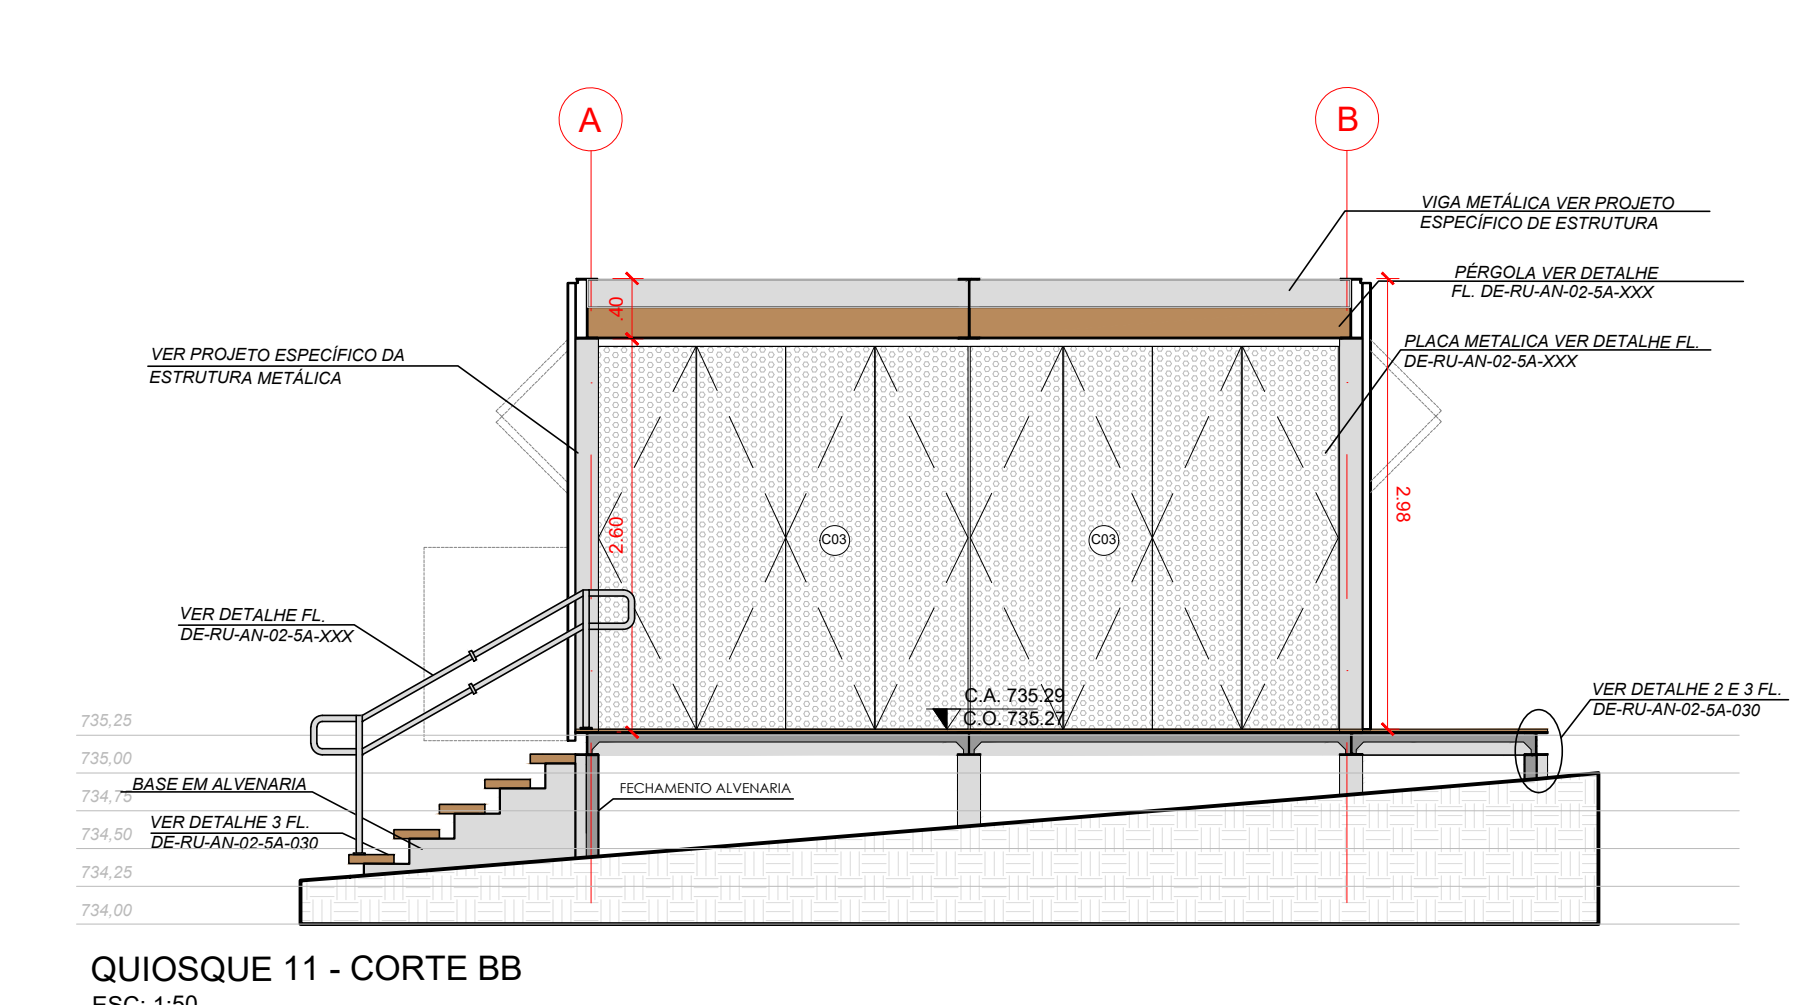 A
B
VIGA METÁLICA VER PROJETO
ESPECÍFICO DE ESTRUTURA
PÉRGOLA VER DETALHE
FL. DE-RU-AN-02-5A-XXX
.40
PLACA METALICA VER DETALHE FL.
DE-RU-AN-02-5A-XXX
VER PROJETO ESPECÍFICO DA
ESTRUTURA METÁLICA
2.98
2.60
C03
C03
VER DETALHE FL.
DE-RU-AN-02-5A-XXX
C.A. 735.29
C.O. 735.27
VER DETALHE 2 E 3 FL.
DE-RU-AN-02-5A-030
735,25
735,00
BASE EM ALVENARIA
FECHAMENTO ALVENARIA
734,75
VER DETALHE 3 FL.
734,50
DE-RU-AN-02-5A-030
734,25
734,00
QUIOSQUE 11 - CORTE BB
ESC: 1:50